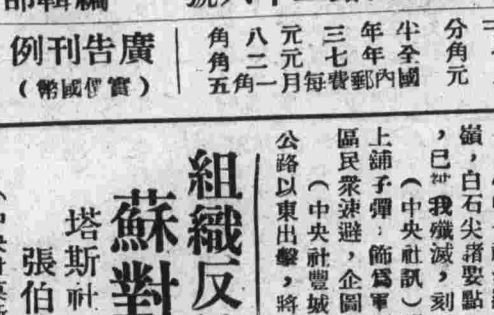 分角元
國內
全年郵費每月一角五
半年三元二角
年七元八角
廣告刊例
（實價國幣）
嶺，白石尖諸要點
，已被我殲滅，刻
（中央社訊）
上舖子彈，飾爲軍
區民衆速避，企圖
（中央社豐城
公路以東出擊，將
組織反
蘇對
塔斯社
張伯